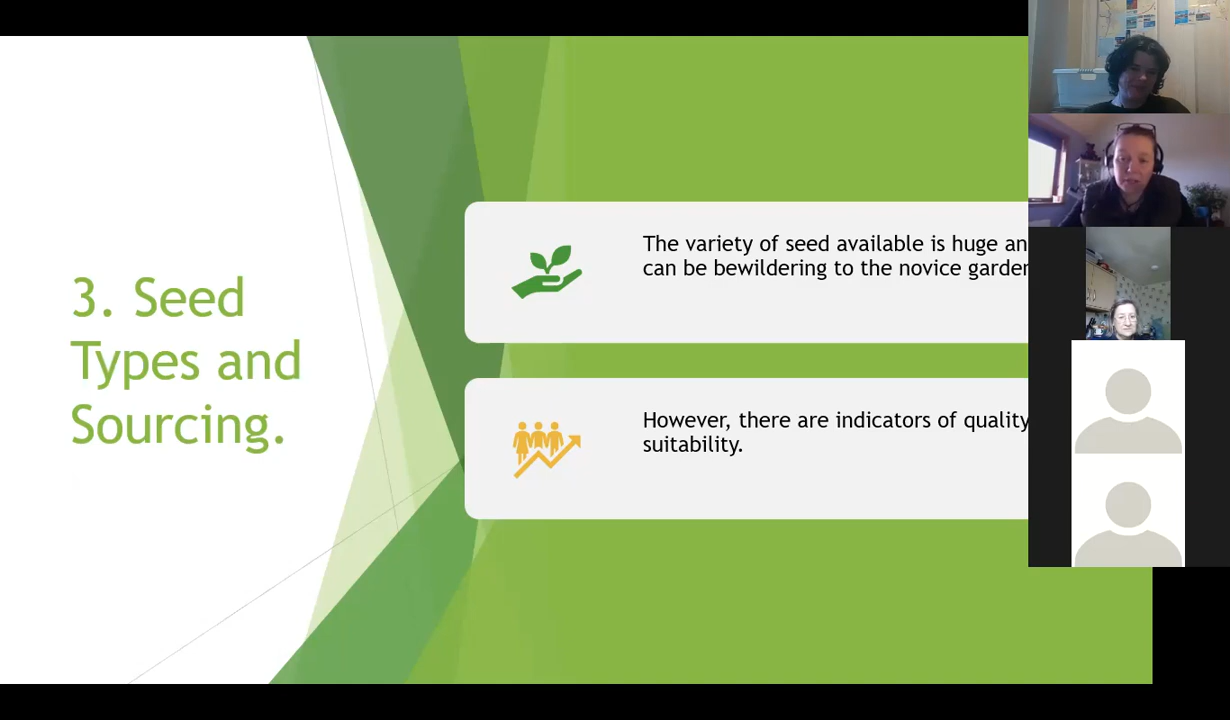 3. Seed
Types and
Sourcing.
The variety of seed available is huge an
can be bewildering to the novice garden
However, there are indicators of quality
suitability.